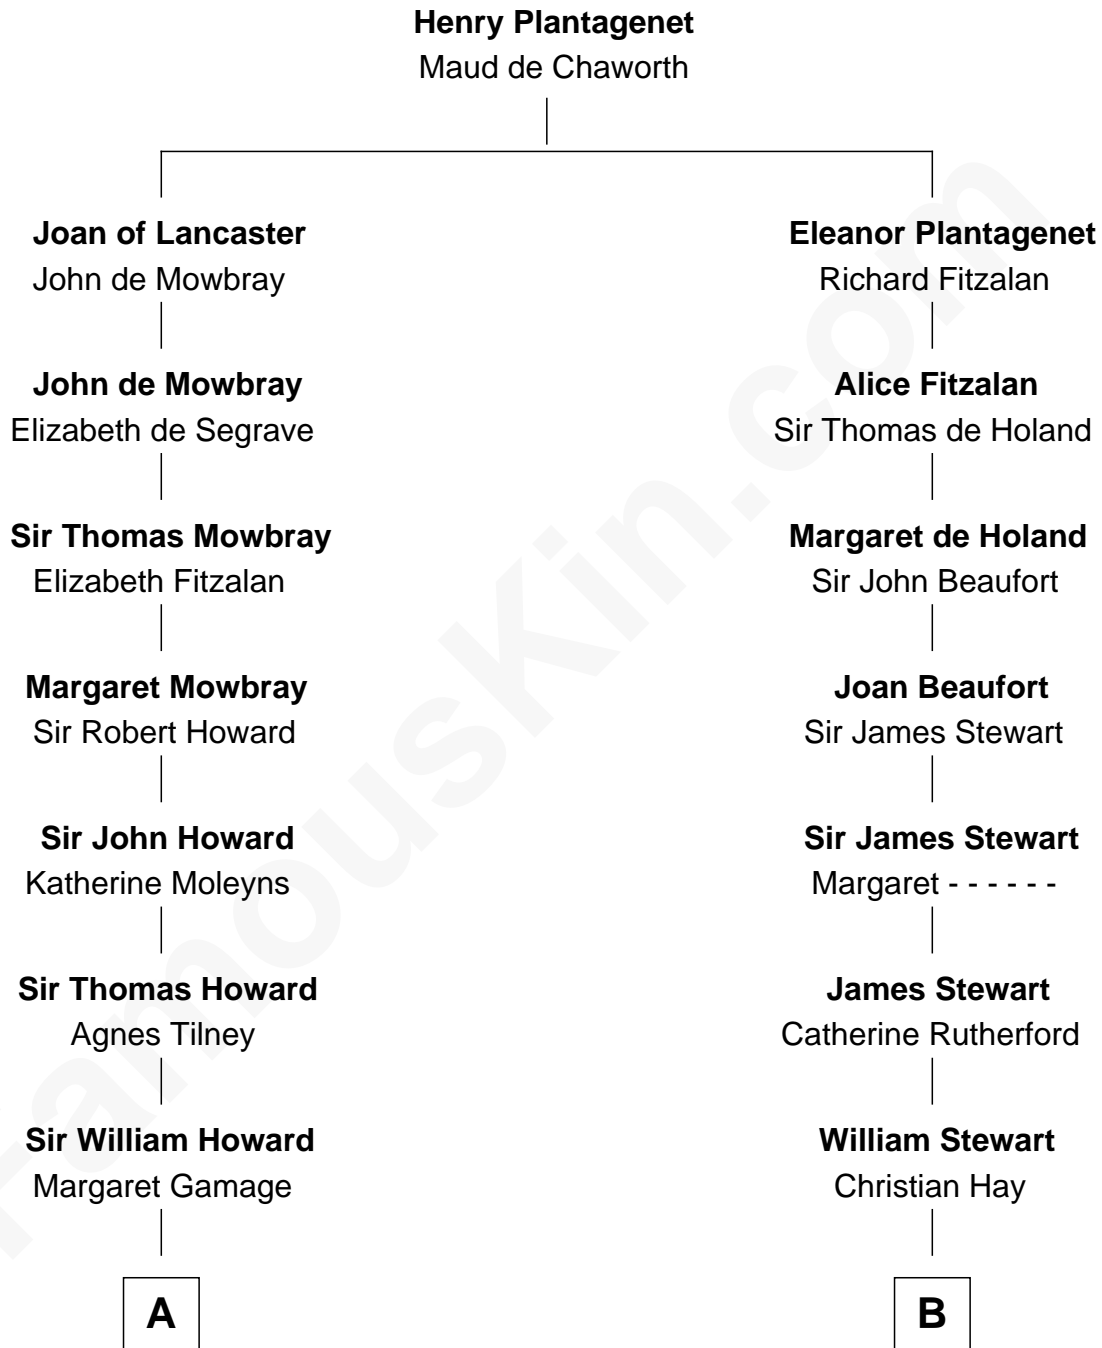 Henry Plantagenet
Maud de Chaworth
Joan of Lancaster
John de Mowbray
Eleanor Plantagenet
Richard Fitzalan
John de Mowbray
Elizabeth de Segrave
Alice Fitzalan
Sir Thomas de Holand
Sir Thomas Mowbray
Elizabeth Fitzalan
Margaret de Holand
Sir John Beaufort
Margaret Mowbray
Sir Robert Howard
Joan Beaufort
Sir James Stewart
Sir John Howard
Katherine Moleyns
Sir James Stewart
Margaret - - - - - -
Sir Thomas Howard
Agnes Tilney
James Stewart
Catherine Rutherford
Sir William Howard
Margaret Gamage
William Stewart
Christian Hay
A
B
FamousKin.com